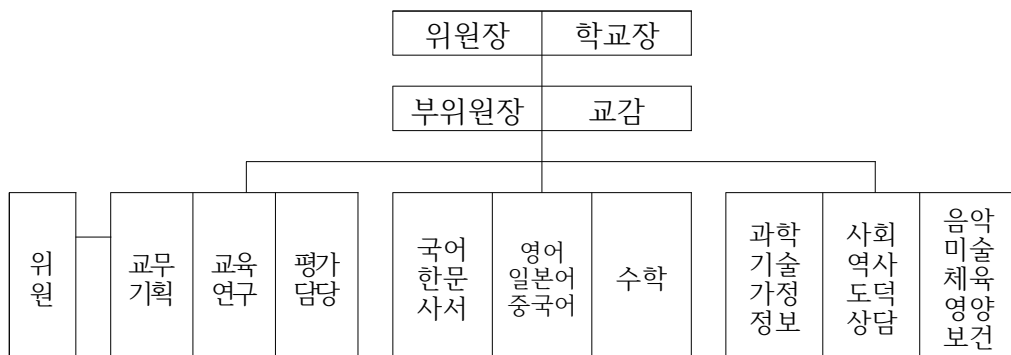 위원장 학교장
부위원장 교감
위
원
교무
기획
교육
연구
평가
담당
국어
한문
사서
영어
일본어
중국어
수학
과학
기술
가정
정보
사회
역사
도덕
상담
음악
미술
체육
영양
보건